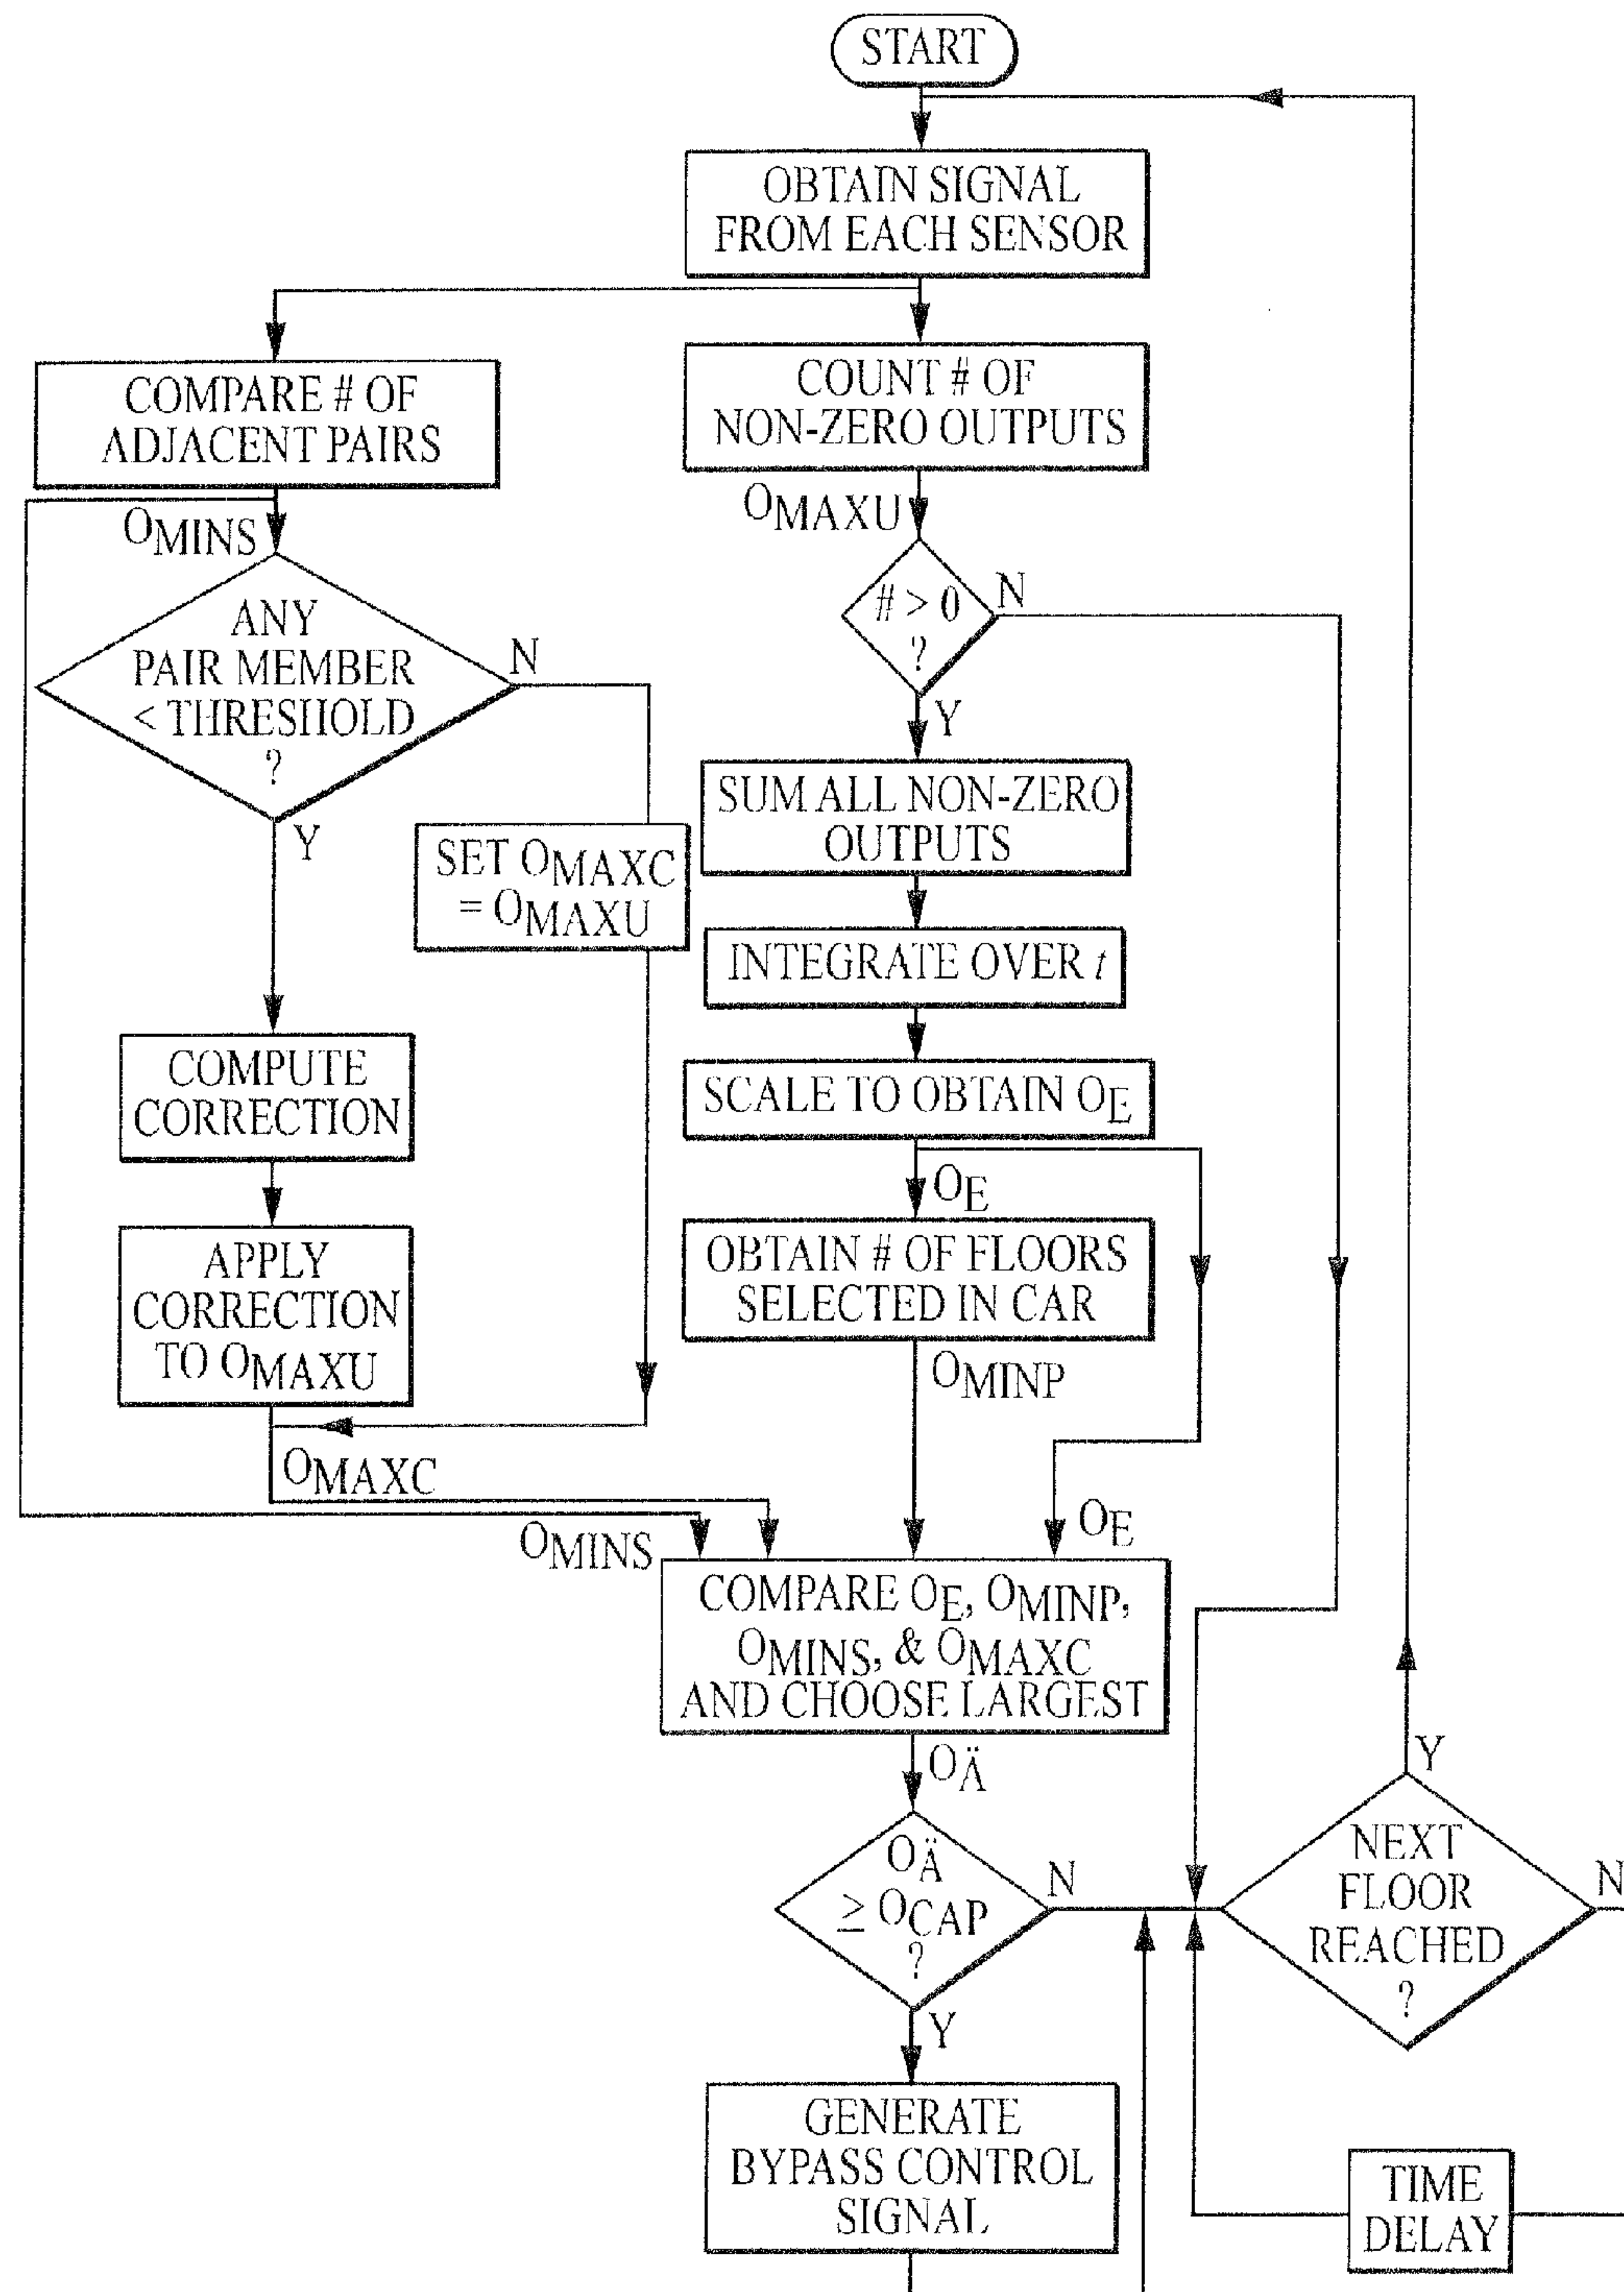 START
OBTAIN SIGNAL
FROM EACH SENSOR
COMPARE # OF
ADJACENT PAIRS
COUNT # OF
NON-ZERO OUTPUTS
OMINS
OMAXU
ANY
PAIR MEMBER
< THRESHOLD
?
N
Y
# > 0
?
N
Y
SET OMAXC
= OMAXU
SUM ALL NON-ZERO
OUTPUTS
INTEGRATE OVER t
COMPUTE
CORRECTION
SCALE TO OBTAIN OE
OE
APPLY
CORRECTION
TO OMAXU
OBTAIN # OF FLOORS
SELECTED IN CAR
OMINP
OMAXC
OMINS
OE
COMPARE OE, OMINP,
OMINS, & OMAXC
AND CHOOSE LARGEST
OÄ
OÄ
≥ OCAP
?
N
Y
NEXT
FLOOR
REACHED
?
Y
N
GENERATE
BYPASS CONTROL
SIGNAL
TIME
DELAY